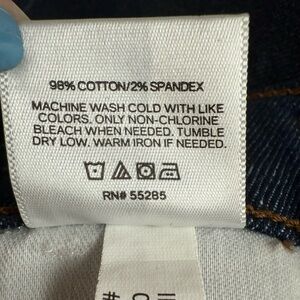 98% COTTON/2% SPANDEX
MACHINE WASH COLD WITH LIKE
COLORS. ONLY NON-CHLORINE
BLEACH WHEN NEEDED. TUMBLE
DRY LOW. WARM IRON IF NEEDED.
RN# 55285